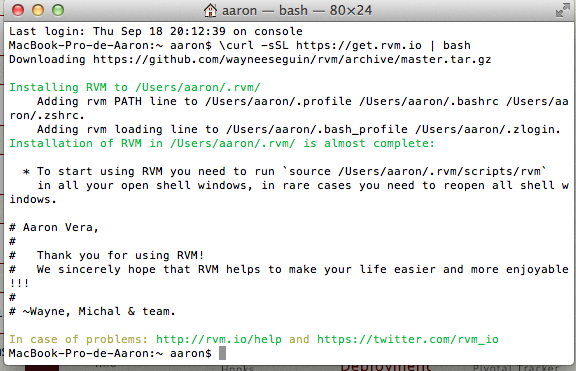 aaron — bash — 80×24
Last login: Thu Sep 18 20:12:39 on console
MacBook-Pro-de-Aaron:~ aaron$ \curl -sSL https://get.rvm.io | bash
Downloading https://github.com/wayneeseguin/rvm/archive/master.tar.gz
Installing RVM to /Users/aaron/.rvm/
Adding rvm PATH line to /Users/aaron/.profile /Users/aaron/.bashrc /Users/aa
ron/.zshrc.
Adding rvm loading line to /Users/aaron/.bash_profile /Users/aaron/.zlogin.
Installation of RVM in /Users/aaron/.rvm/ is almost complete:
* To start using RVM you need to run `source /Users/aaron/.rvm/scripts/rvm`
in all your open shell windows, in rare cases you need to reopen all shell w
indows.
# Aaron Vera,
#
#   Thank you for using RVM!
#   We sincerely hope that RVM helps to make your life easier and more enjoyable
!!!
#
# ~Wayne, Michal & team.
In case of problems: http://rvm.io/help and https://twitter.com/rvm_io
MacBook-Pro-de-Aaron:~ aaron$
Hooks Deployment Pivotal Tracker